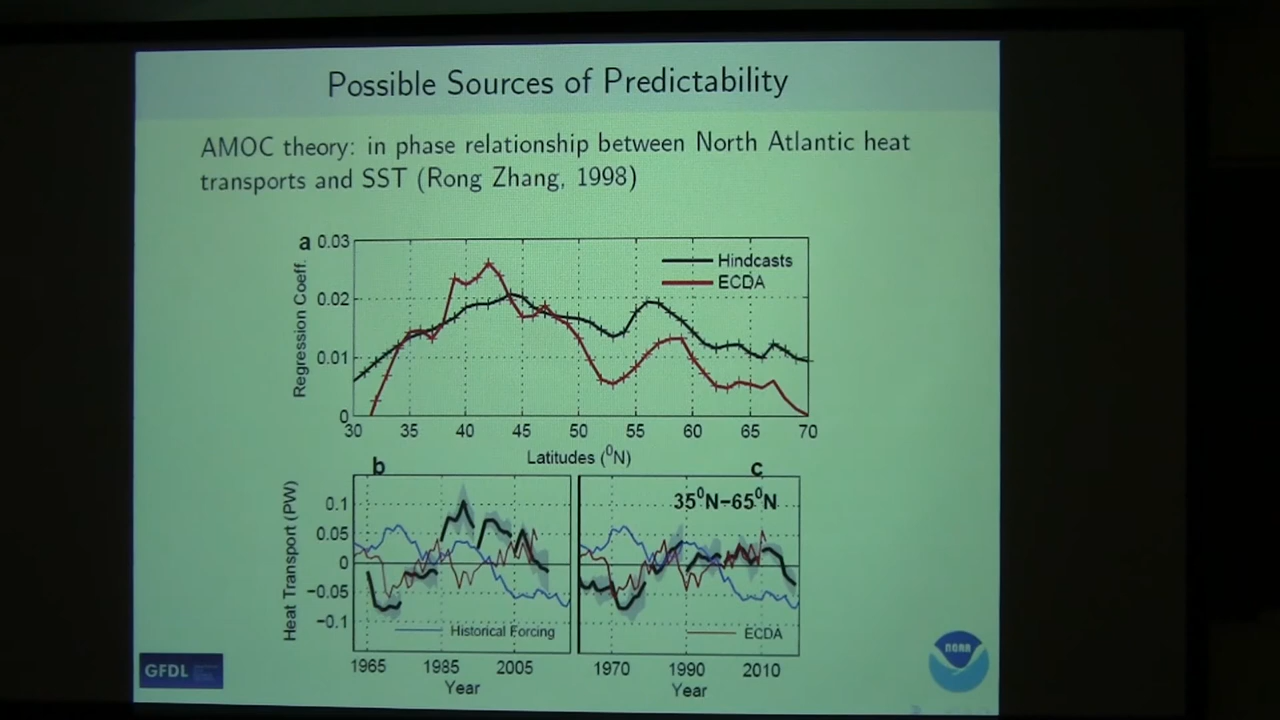 Possible Sources of Predictability
AMOC theory: in phase relationship between North Atlantic heat
transports and SST (Rong Zhang, 1998)
a
0.03
0.02
0.01
0
Regression Coeff.
Hindcasts
ECDA
30 35 40 45 50 55 60 65 70
Latitudes (⁰N)
b
c
35⁰N−65⁰N
0.1
0.05
0
−0.05
−0.1
Heat Transport (PW)
Historical Forcing
ECDA
1965 1985 2005
1970 1990 2010
Year
Year
GFDL
NOAA